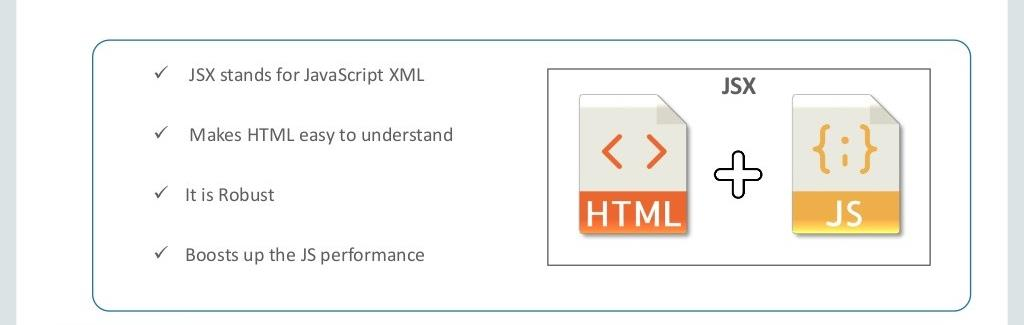 JSX stands for JavaScript XML
Makes HTML easy to understand
It is Robust
Boosts up the JS performance
JSX
< >
HTML
{;}
JS